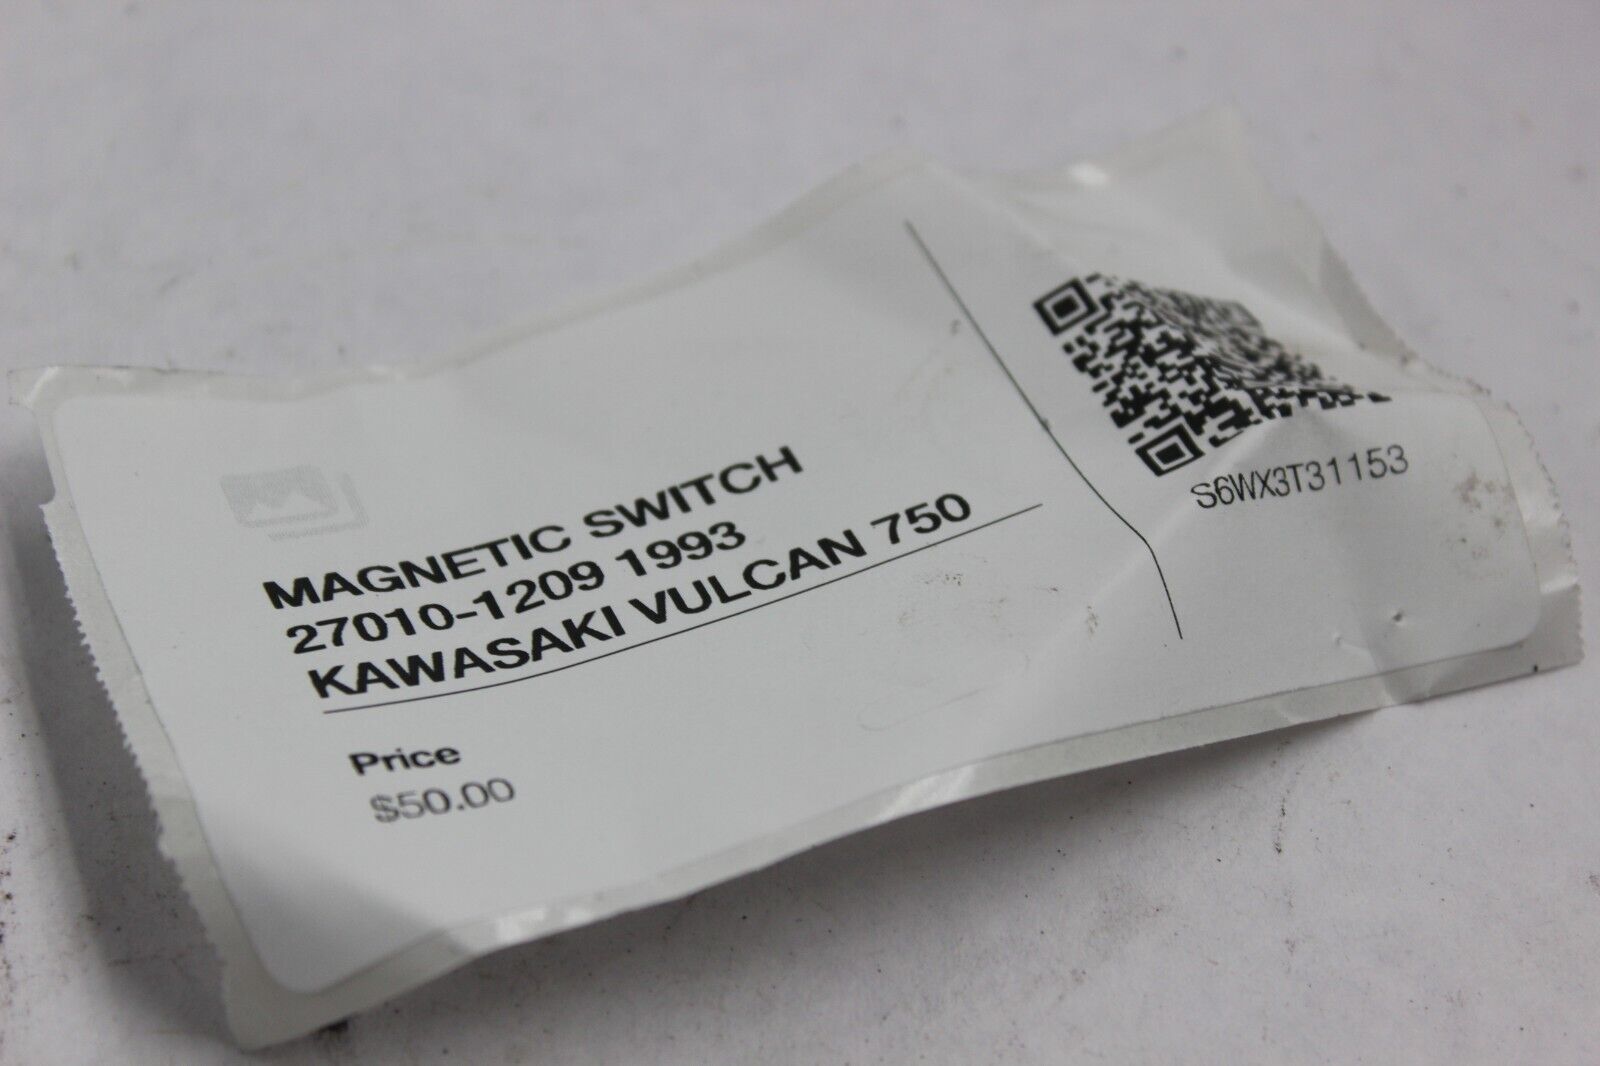 MAGNETIC SWITCH
27010-1209 1993
KAWASAKI VULCAN 750
Price
$50.00
S6WX3T31153